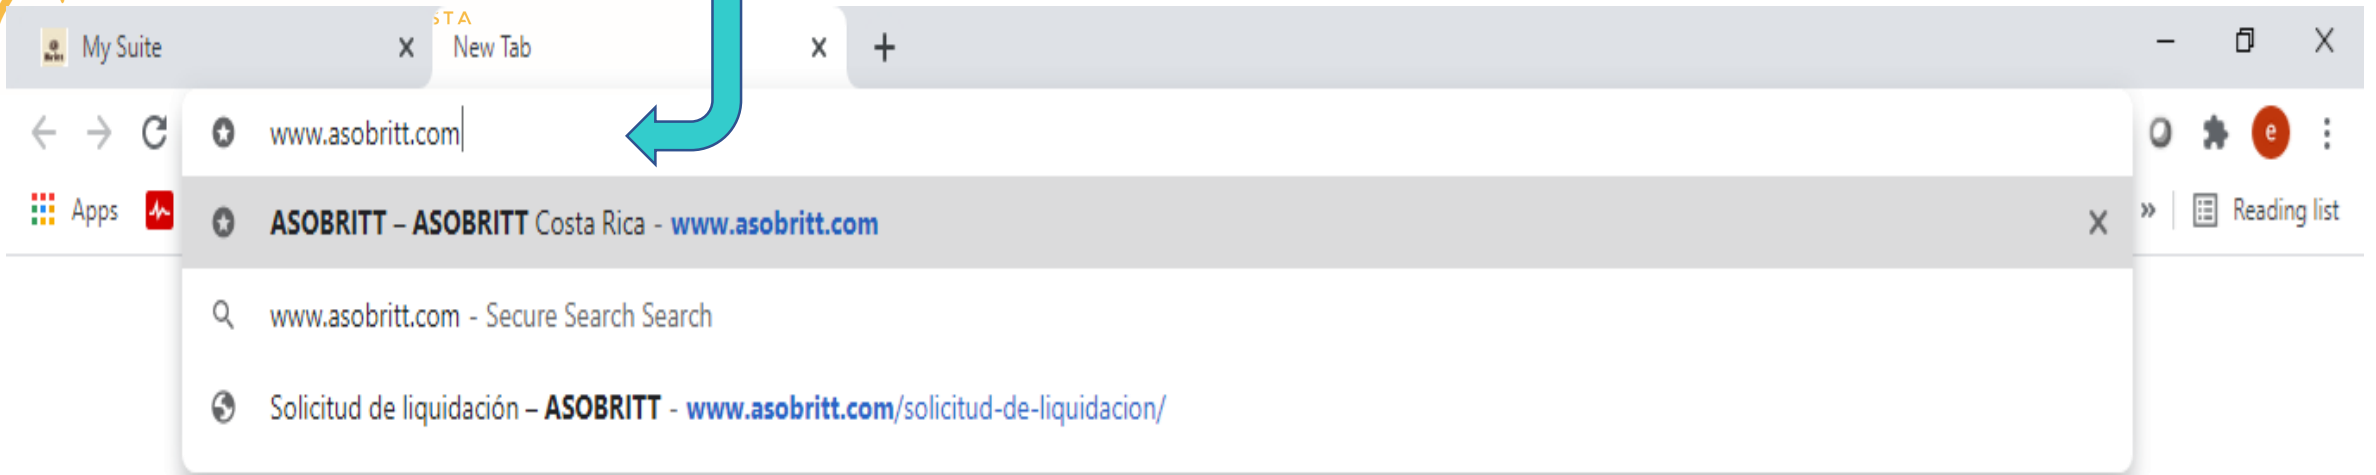 STA
My Suite New Tab
www.asobritt.com
e
Apps Reading list
ASOBRITT – ASOBRITT Costa Rica - www.asobritt.com
www.asobritt.com - Secure Search Search
Solicitud de liquidación – ASOBRITT - www.asobritt.com/solicitud-de-liquidacion/